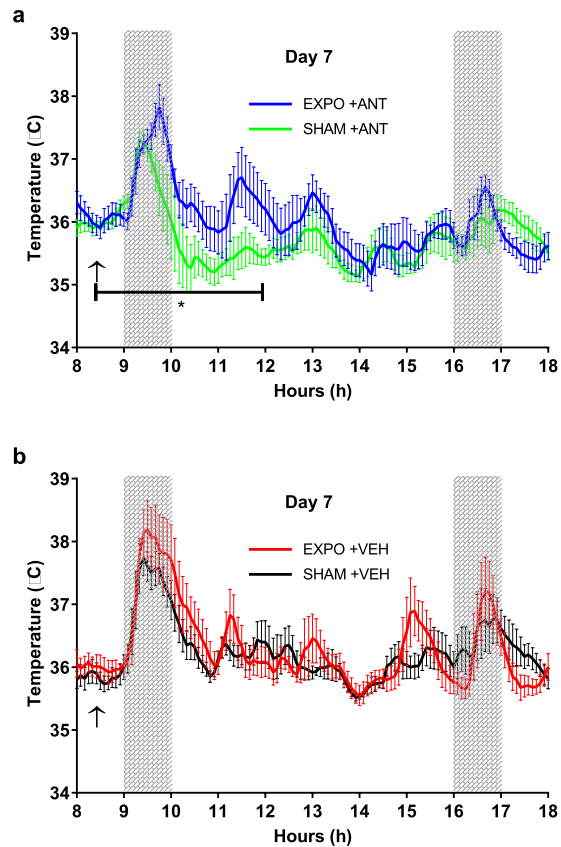 a
Day 7
EXPO +ANT
SHAM +ANT
Temperature (□C)
39
38
37
36
35
34
*
8 9 10 11 12 13 14 15 16 17 18
Hours (h)
b
Day 7
EXPO +VEH
SHAM +VEH
Temperature (□C)
39
38
37
36
35
34
8 9 10 11 12 13 14 15 16 17 18
Hours (h)